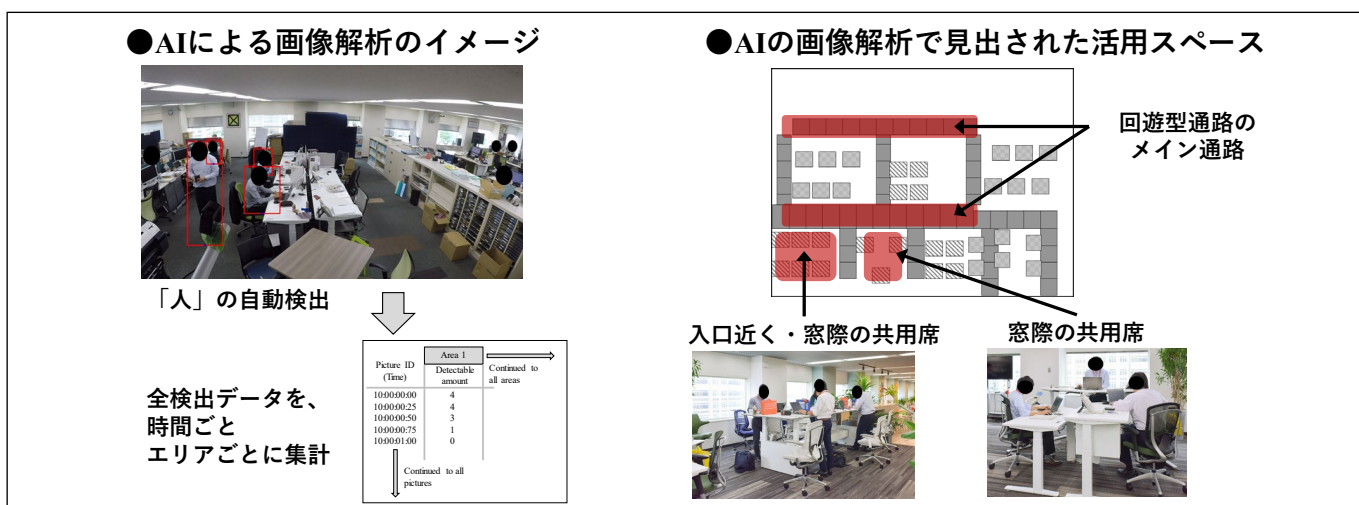 ●AIによる画像解析のイメージ
「人」の自動検出
全検出データを、
時間ごと
エリアごとに集計
Area 1
Picture ID
(Time)
Detectable
amount
Continued to
all areas
10:00:00:00 4
10:00:00:25 4
10:00:00:50 3
10:00:00:75 1
10:00:01:00 0
Continued to all
pictures
●AIの画像解析で見出された活用スペース
回遊型通路の
メイン通路
入口近く・窓際の共用席
窓際の共用席